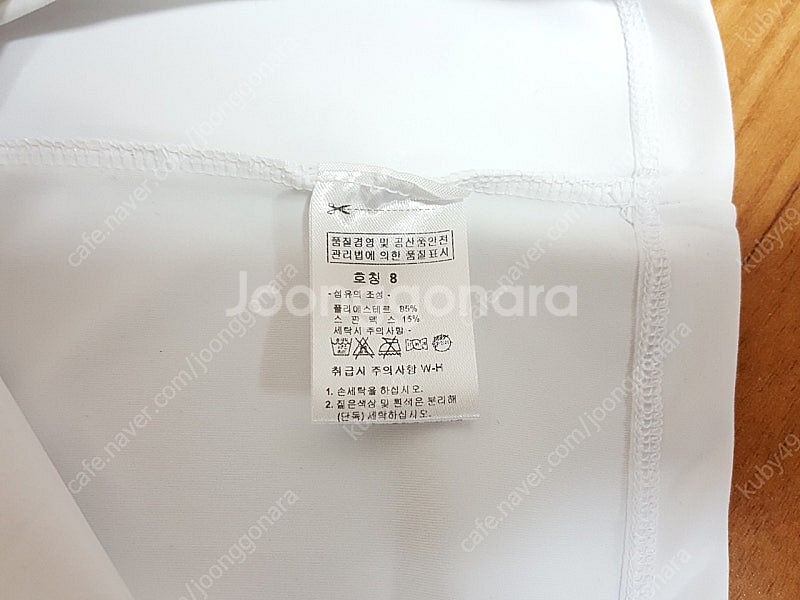 품질경영 및 공산품안전
관리법에 의한 품질표시
호칭 8
-섬유의 조성-
폴리에스테르 85%
스 판 덱 스 15%
세탁시 주의사항 -
취급시 주의사항 W-H
1. 손세탁을 하십시오.
2. 짙은색상 및 흰색은 분리해
(단독) 세탁하십시오.
Joonggonara
cafe.naver.com/joonggonara
kuby49